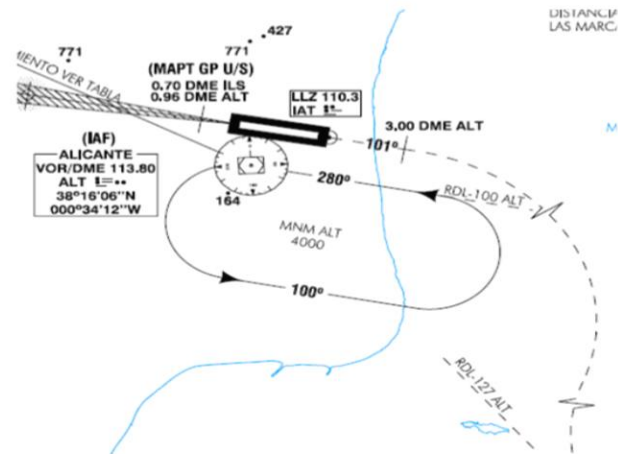 DISTANCIA
LAS MARCA
427
771
771
MIENTO VER TABLA
(MAPT GP U/S)
0.70 DME ILS
0.96 DME ALT
LLZ 110.3
IAT
3.00 DME ALT
101º
(IAF)
ALICANTE
VOR/DME 113.80
ALT
38º16'06"N
000º34'12"W
164
280º
RDL-100 ALT
MNM ALT
4000
100º
RDL-127 ALT
M